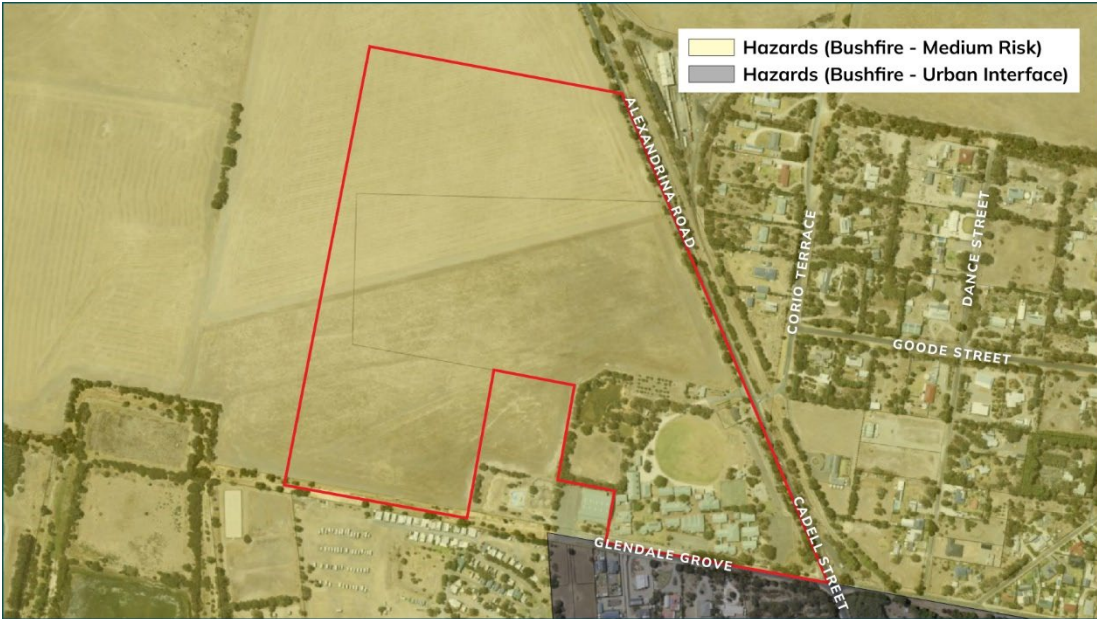 Hazards (Bushfire - Medium Risk)
Hazards (Bushfire - Urban Interface)
ALEXANDRINA ROAD
CORIO TERRACE
DANCE STREET
GOODE STREET
CADELL STREET
GLENDALE GROVE